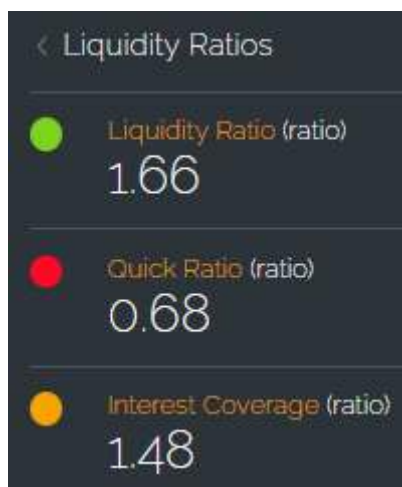 < Liquidity Ratios
Liquidity Ratio (ratio)
1.66
Quick Ratio (ratio)
0.68
Interest Coverage (ratio)
1.48